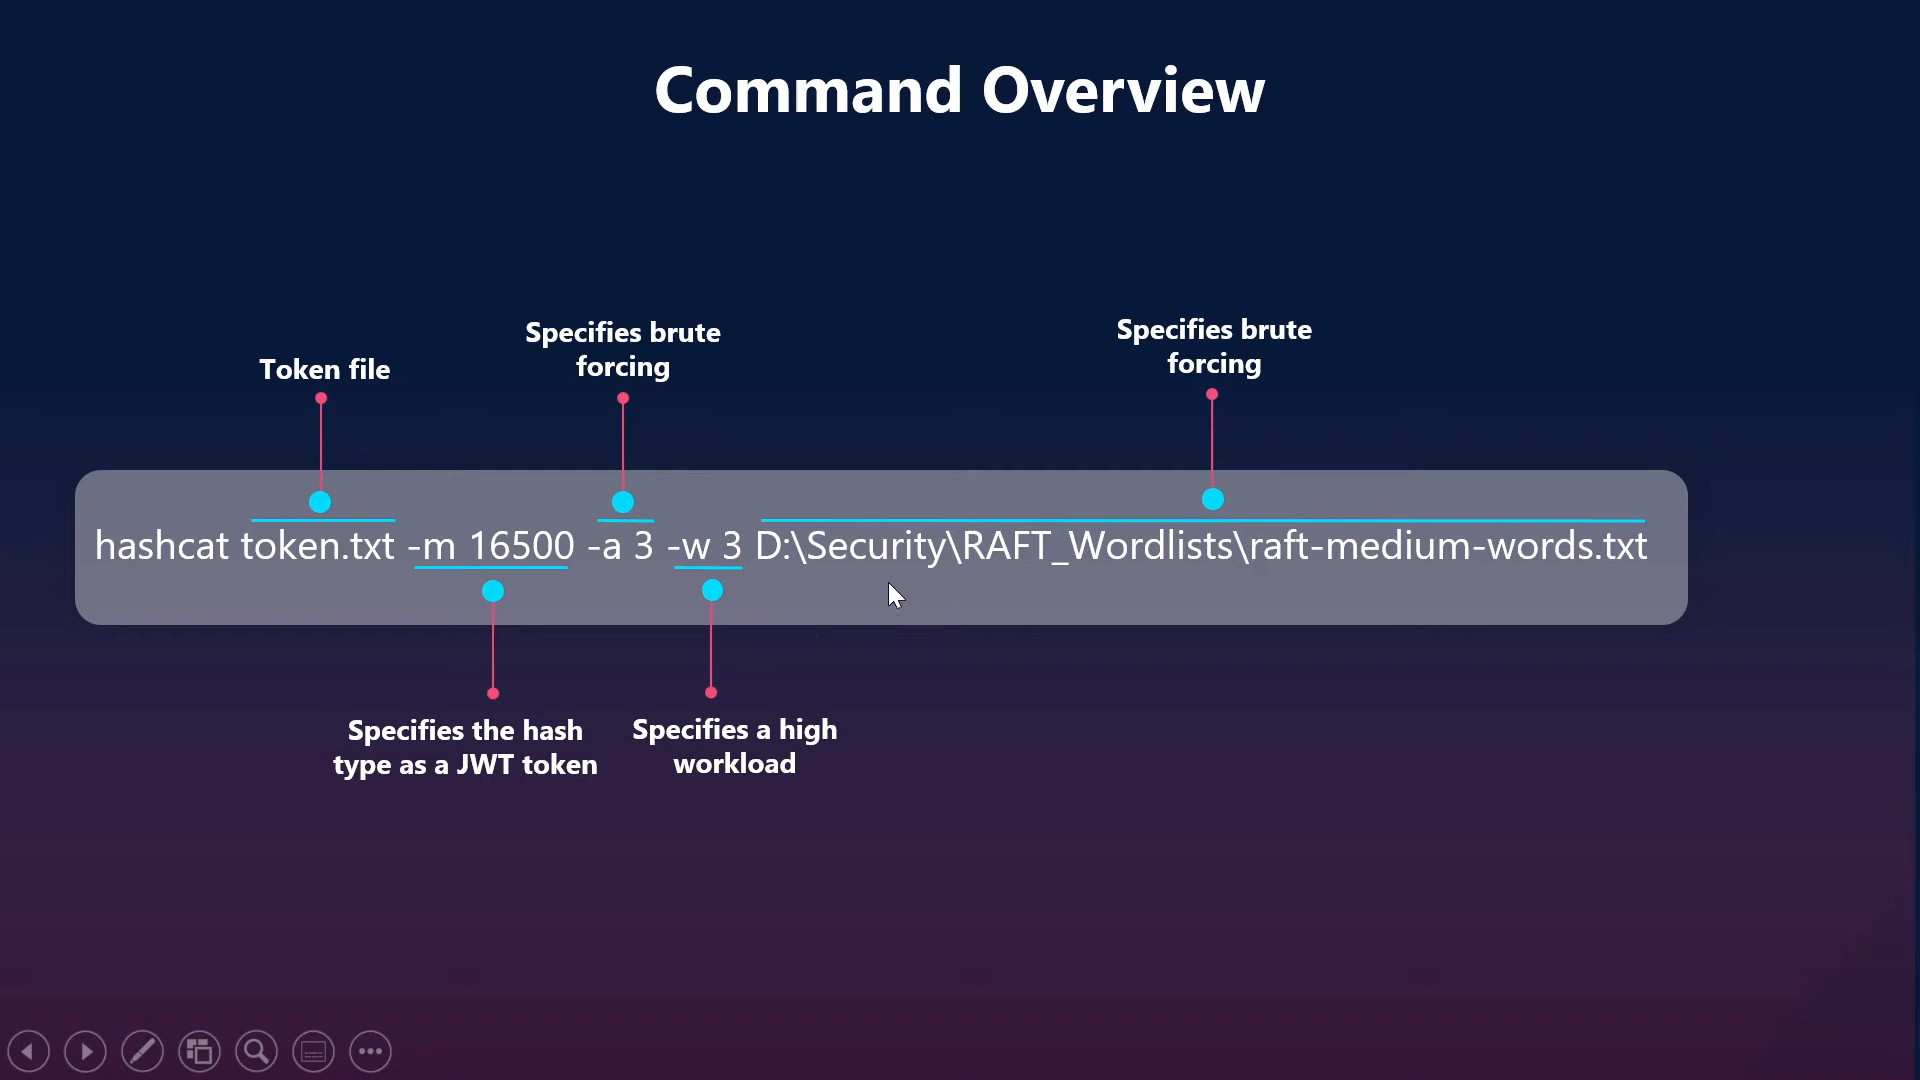 Command Overview
Token file
Specifies brute
forcing
Specifies brute
forcing
hashcat token.txt -m 16500 -a 3 -w 3 D:\Security\RAFT_Wordlists\raft-medium-words.txt
Specifies the hash
type as a JWT token
Specifies a high
workload